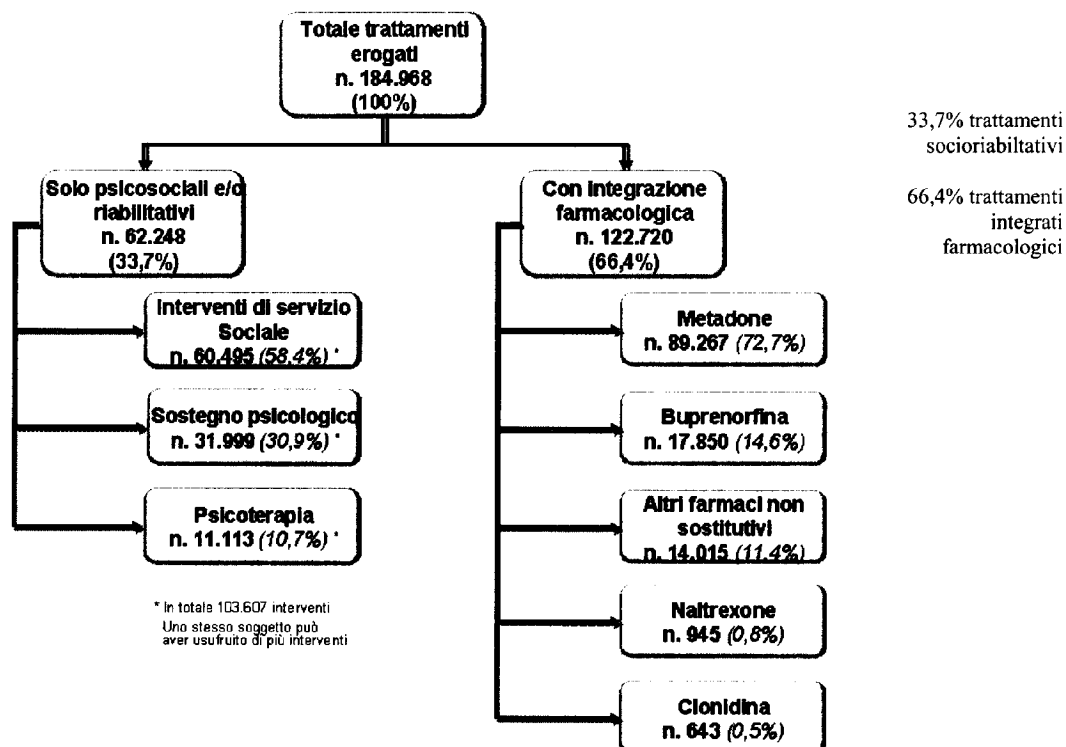 Totale trattamenti
erogati
n. 184.968
(100%)
33,7% trattamenti
socioriabiltativi
66,4% trattamenti
integrati
farmacologici
Solo psicosociali e/o
riabilitativi
n. 62.248
(33,7%)
Con integrazione
farmacologica
n. 122.720
(66,4%)
Interventi di servizio
Sociale
n. 60.495 (58,4%) *
Sostegno psicologico
n. 31.999 (30,9%) *
Psicoterapia
n. 11.113 (10,7%) *
* In totale 103.607 interventi
Uno stesso soggetto può
aver usufruito di più interventi
Metadone
n. 89.267 (72,7%)
Buprenorfina
n. 17.850 (14,6%)
Altri farmaci non
sostitutivi
n. 14.015 (11,4%)
Naltrexone
n. 945 (0,8%)
Clonidina
n. 643 (0,5%)